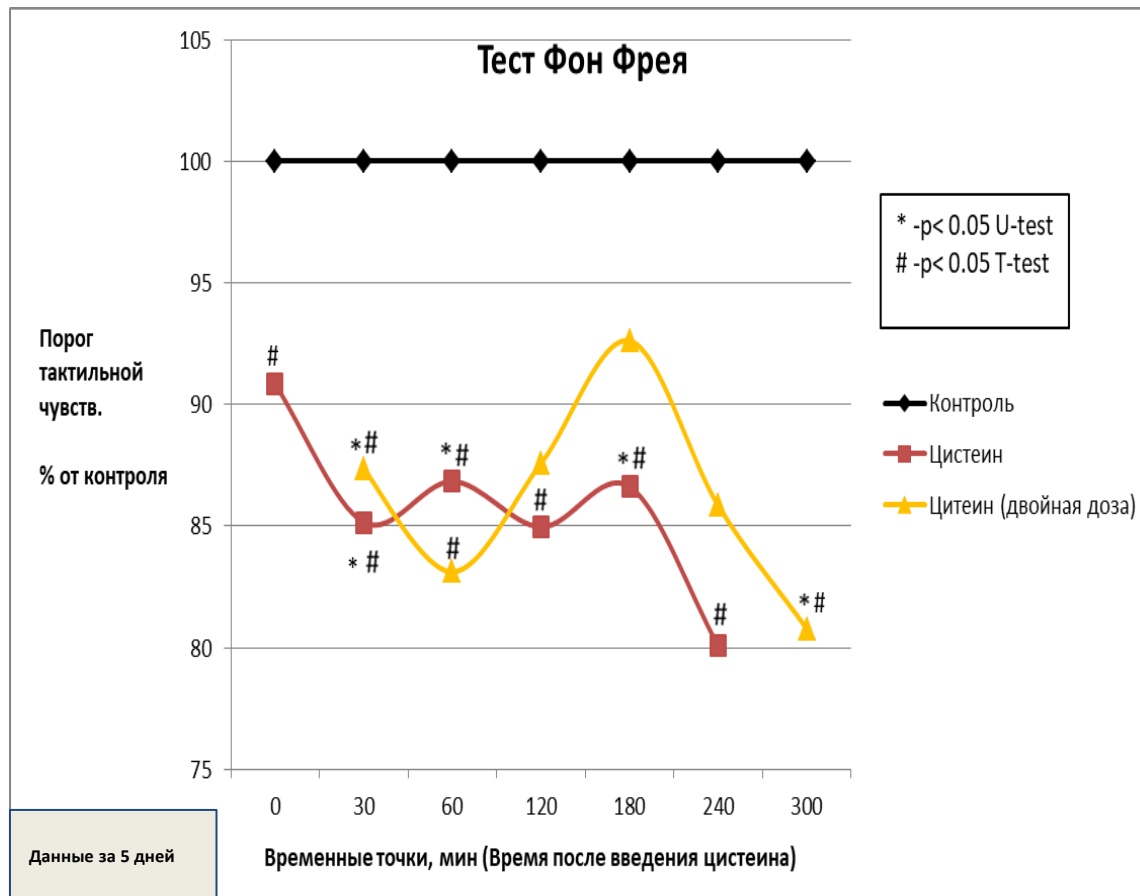 Тест Фон Фрея
105
100
95
90
85
80
75
Порог
тактильной
чувств.
% от контроля
#
* #
* #
* #
#
#
* #
#
* #
* -p< 0.05 U-test
# -p< 0.05 T-test
Контроль
Цистеин
Цитеин (двойная доза)
0 30 60 120 180 240 300
Временные точки, мин (Время после введения цистеина)
Данные за 5 дней